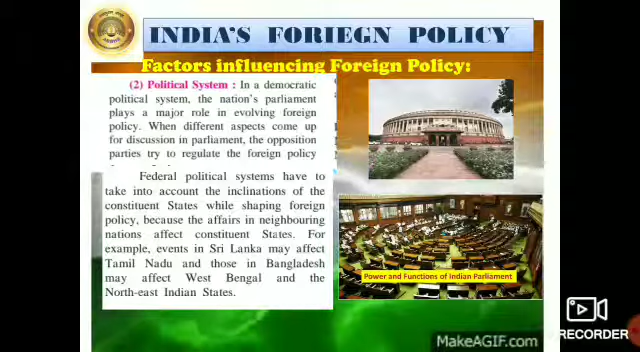 INDIA'S FORIEGN POLICY
Factors influencing Foreign Policy:
(2) Political System : In a democratic
political system, the nation's parliament
plays a major role in evolving foreign
policy. When different aspects come up
for discussion in parliament, the opposition
parties try to regulate the foreign policy
Federal political systems have to
take into account the inclinations of the
constituent States while shaping foreign
policy, because the affairs in neighbouring
nations affect constituent States. For
example, events in Sri Lanka may affect
Tamil Nadu and those in Bangladesh
may affect West Bengal and the
North-east Indian States.
Power and Functions of Indian Parliament
RECORDER
MakeAGIF.com